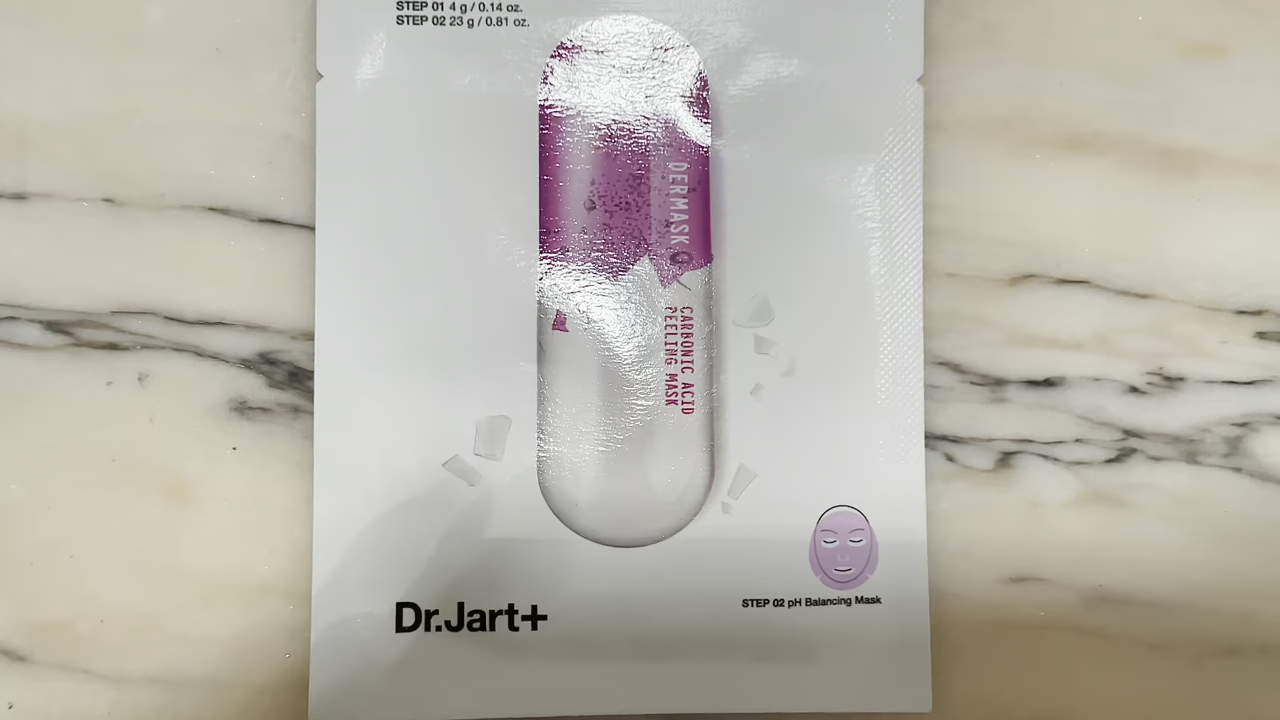 STEP 01 4 g / 0.14 oz.
STEP 02 23 g / 0.81 oz.
DERMASK
CARBONIC ACID
PEELING MASK
STEP 02 pH Balancing Mask
Dr.Jart+